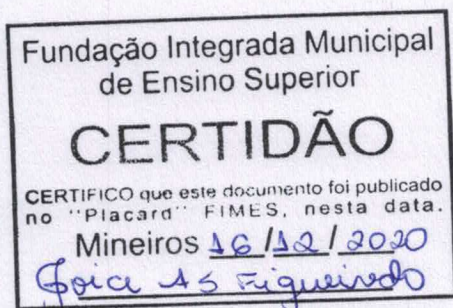 Fundação Integrada Municipal
de Ensino Superior
CERTIDÃO
CERTIFICO que este documento foi publicado
no "Placard" FIMES, nesta data.
Mineiros 16/12/2020
Figueiredo